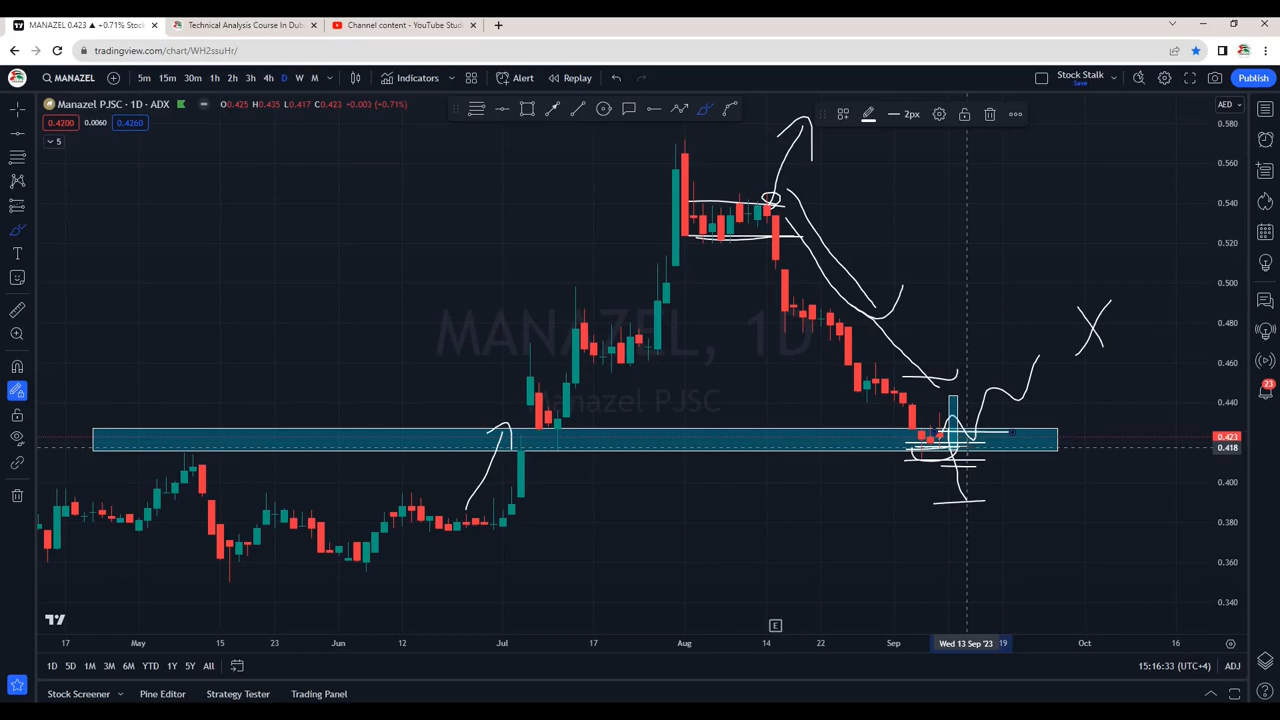 MANAZEL 0.423 ▲ +0.71% Stock
Technical Analysis Course In Dub
Channel content - YouTube Stud
tradingview.com/chart/WH2ssuHr/
MANAZEL
5m 15m 30m 1h 2h 3h 4h D W M
Indicators
Alert
Replay
Stock Stalk
Save
Publish
Manazel PJSC · 1D · ADX
O0.425 H0.435 L0.417 C0.423 +0.003 (+0.71%)
AED
2px
0.4200 0.0060 0.4260
5
0.580
0.560
0.540
0.520
0.500
0.480
0.460
0.440
0.423
0.418
0.400
0.380
0.360
0.340
23
MANAZEL, 1D
Manazel PJSC
X
E
17 May 15 23 Jun 12 Jul 17 Aug 14 22 Sep Wed 13 Sep '23 19 Oct 16
1D 5D 1M 3M 6M YTD 1Y 5Y All
15:16:33 (UTC+4)
ADJ
Stock Screener
Pine Editor
Strategy Tester
Trading Panel